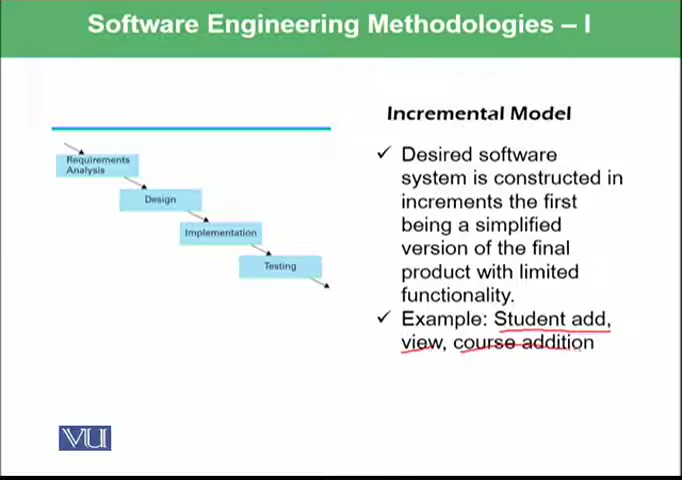 Software Engineering Methodologies – I
Requirements
Analysis
Design
Implementation
Testing
Incremental Model
✓ Desired software
system is constructed in
increments the first
being a simplified
version of the final
product with limited
functionality.
✓ Example: Student add,
view, course addition
VU